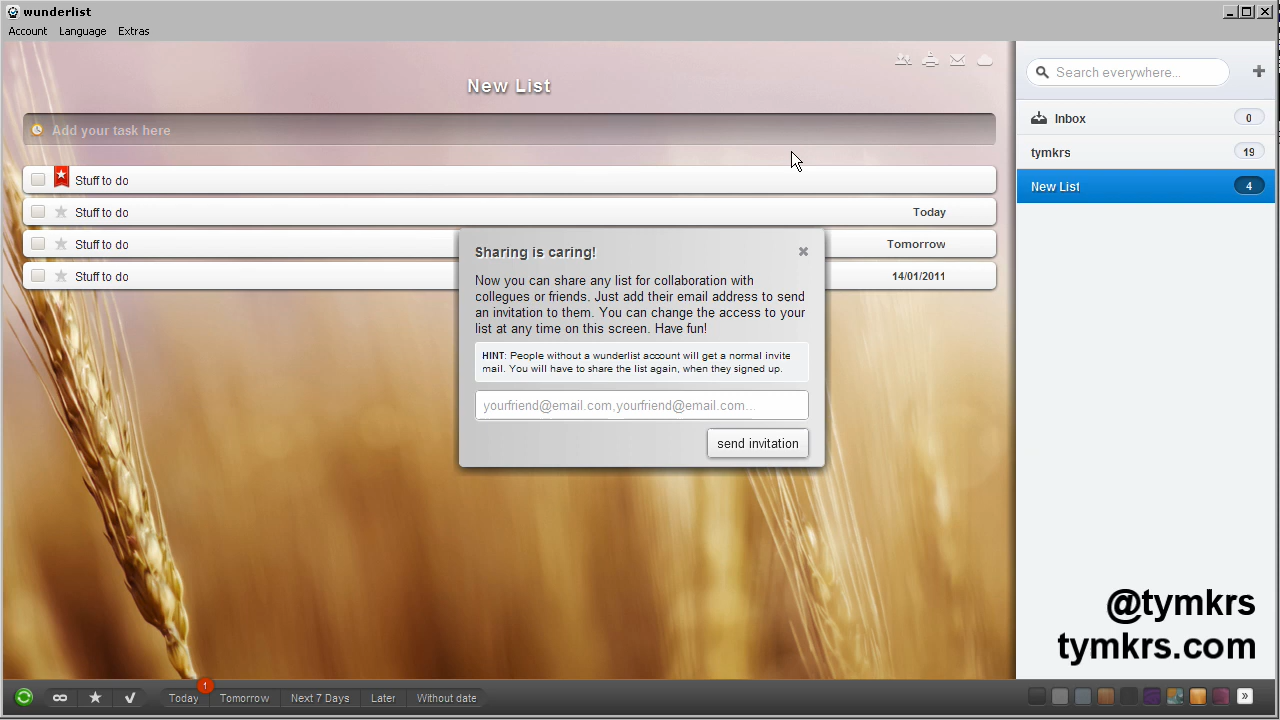 wunderlist
Account Language Extras
New List
Add your task here
Stuff to do
Stuff to do Today
Stuff to do Tomorrow
Stuff to do 14/01/2011
Sharing is caring!
Now you can share any list for collaboration with
collegues or friends. Just add their email address to send
an invitation to them. You can change the access to your
list at any time on this screen. Have fun!
HINT: People without a wunderlist account will get a normal invite
mail. You will have to share the list again, when they signed up.
yourfriend@email.com,yourfriend@email.com...
send invitation
Search everywhere...
Inbox 0
tymkrs 19
New List 4
@tymkrs
tymkrs.com
Today 1 Tomorrow Next 7 Days Later Without date